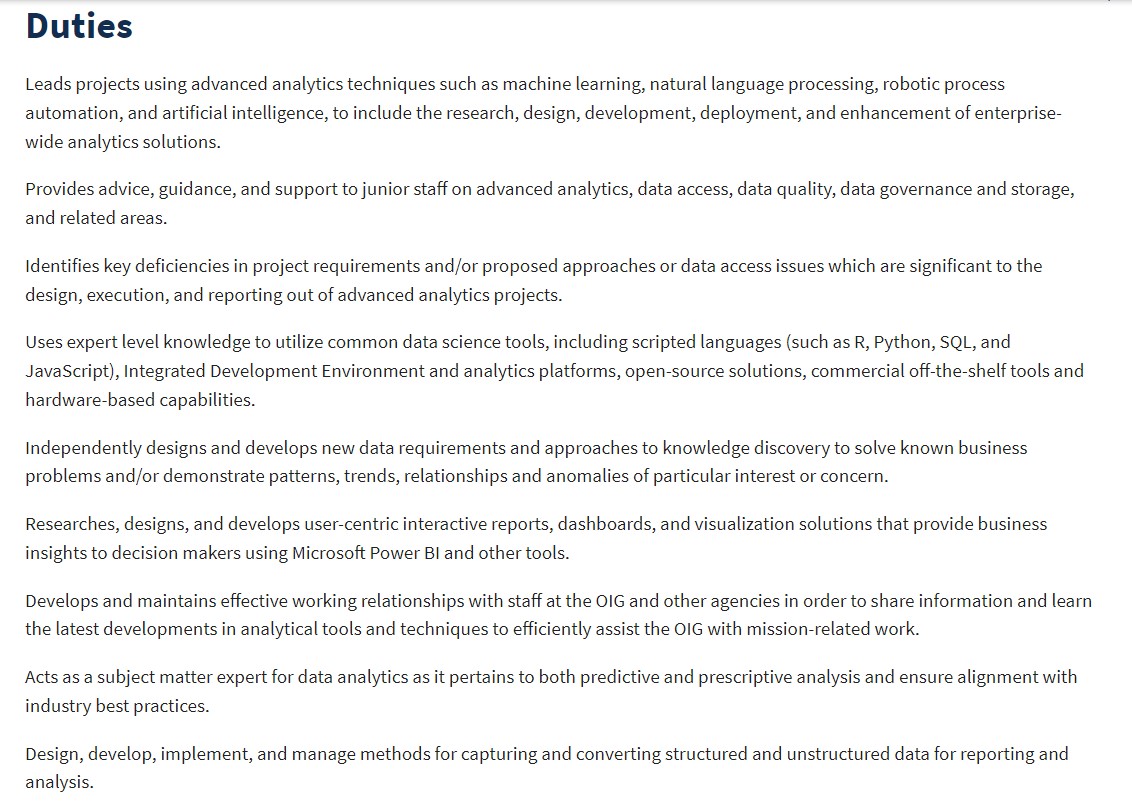 Duties
Leads projects using advanced analytics techniques such as machine learning, natural language processing, robotic process
automation, and artificial intelligence, to include the research, design, development, deployment, and enhancement of enterprise-
wide analytics solutions.
Provides advice, guidance, and support to junior staff on advanced analytics, data access, data quality, data governance and storage,
and related areas.
Identifies key deficiencies in project requirements and/or proposed approaches or data access issues which are significant to the
design, execution, and reporting out of advanced analytics projects.
Uses expert level knowledge to utilize common data science tools, including scripted languages (such as R, Python, SQL, and
JavaScript), Integrated Development Environment and analytics platforms, open-source solutions, commercial off-the-shelf tools and
hardware-based capabilities.
Independently designs and develops new data requirements and approaches to knowledge discovery to solve known business
problems and/or demonstrate patterns, trends, relationships and anomalies of particular interest or concern.
Researches, designs, and develops user-centric interactive reports, dashboards, and visualization solutions that provide business
insights to decision makers using Microsoft Power BI and other tools.
Develops and maintains effective working relationships with staff at the OIG and other agencies in order to share information and learn
the latest developments in analytical tools and techniques to efficiently assist the OIG with mission-related work.
Acts as a subject matter expert for data analytics as it pertains to both predictive and prescriptive analysis and ensure alignment with
industry best practices.
Design, develop, implement, and manage methods for capturing and converting structured and unstructured data for reporting and
analysis.